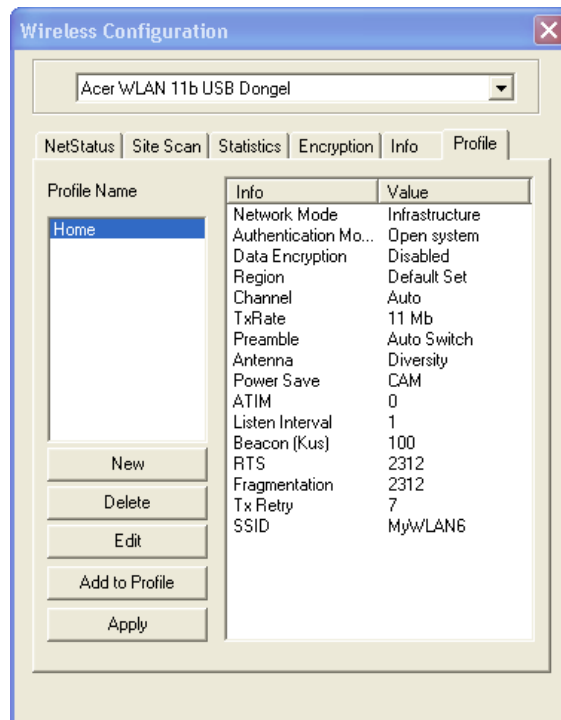 Wireless Configuration
Acer WLAN 11b USB Dongel
NetStatus Site Scan Statistics Encryption Info Profile
Profile Name
Home
New
Delete
Edit
Add to Profile
Apply
Info Value
Network Mode Infrastructure
Authentication Mo... Open system
Data Encryption Disabled
Region Default Set
Channel Auto
TxRate 11 Mb
Preamble Auto Switch
Antenna Diversity
Power Save CAM
ATIM 0
Listen Interval 1
Beacon (Kus) 100
RTS 2312
Fragmentation 2312
Tx Retry 7
SSID MyWLAN6